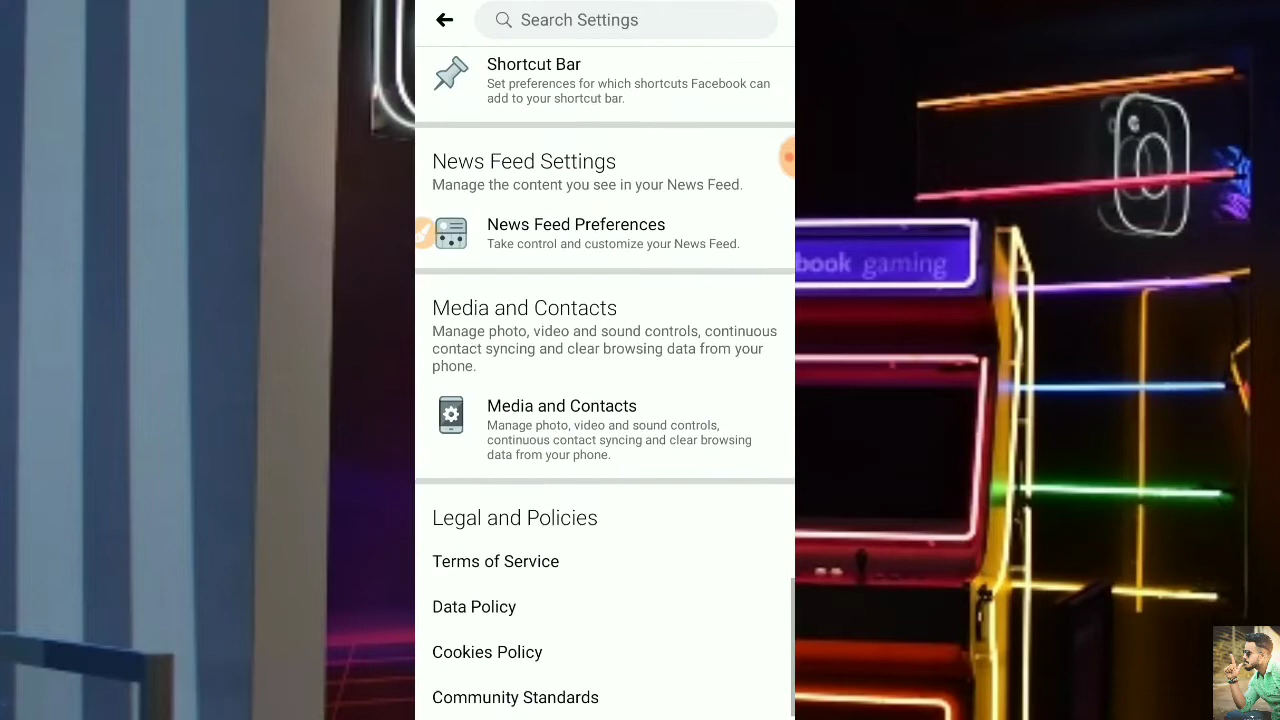 Search Settings
Shortcut Bar
Set preferences for which shortcuts Facebook can
add to your shortcut bar.
News Feed Settings
Manage the content you see in your News Feed.
News Feed Preferences
Take control and customize your News Feed.
book gaming
Media and Contacts
Manage photo, video and sound controls, continuous
contact syncing and clear browsing data from your
phone.
Media and Contacts
Manage photo, video and sound controls,
continuous contact syncing and clear browsing
data from your phone.
Legal and Policies
Terms of Service
Data Policy
Cookies Policy
Community Standards